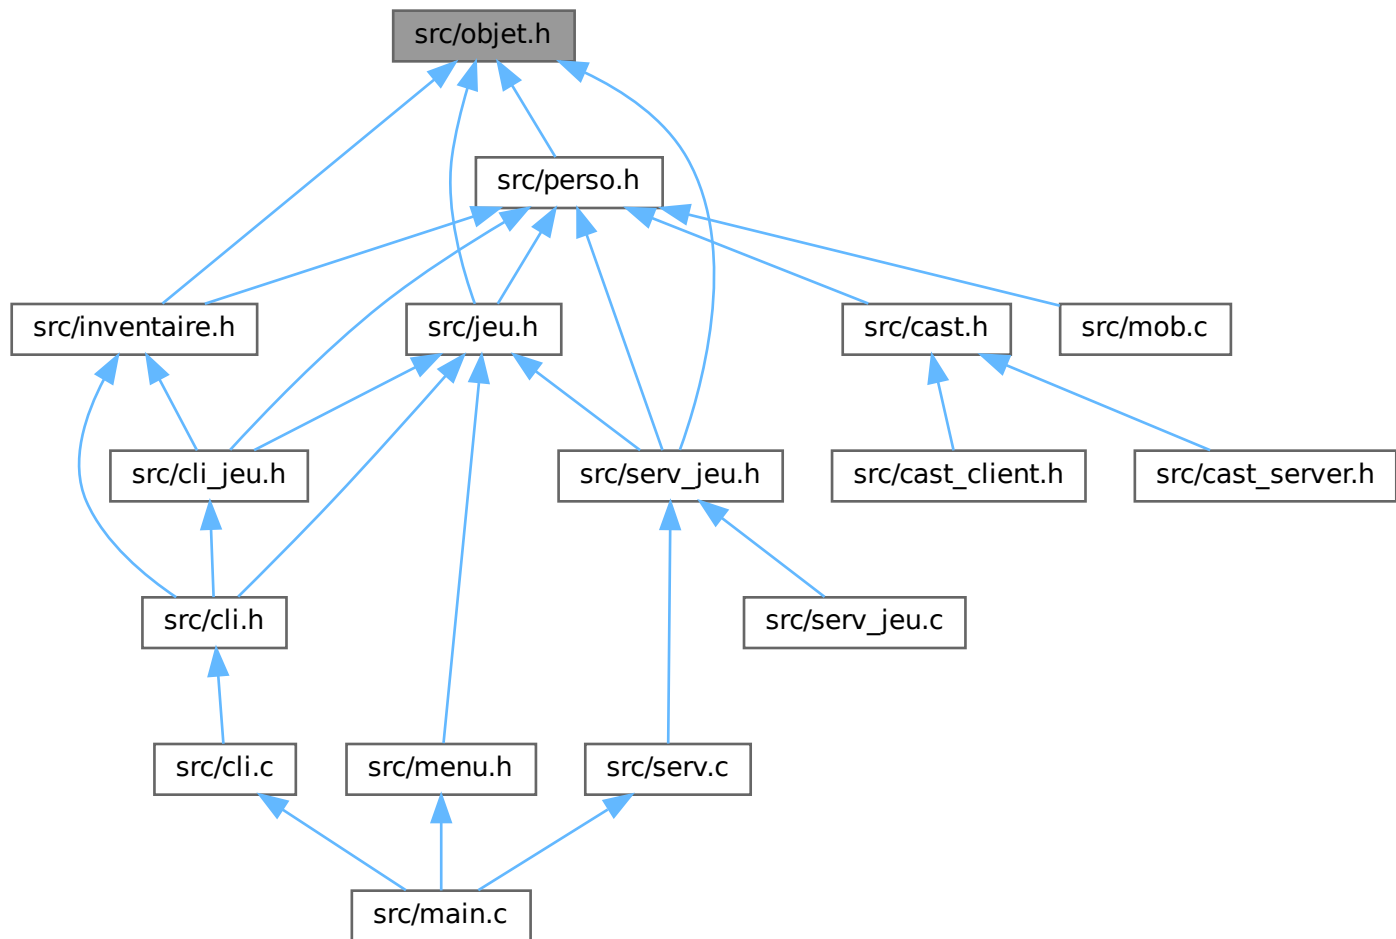 src/objet.h
src/perso.h
src/inventaire.h
src/jeu.h
src/cast.h
src/mob.c
src/cli_jeu.h
src/serv_jeu.h
src/cast_client.h
src/cast_server.h
src/cli.h
src/serv_jeu.c
src/cli.c
src/menu.h
src/serv.c
src/main.c